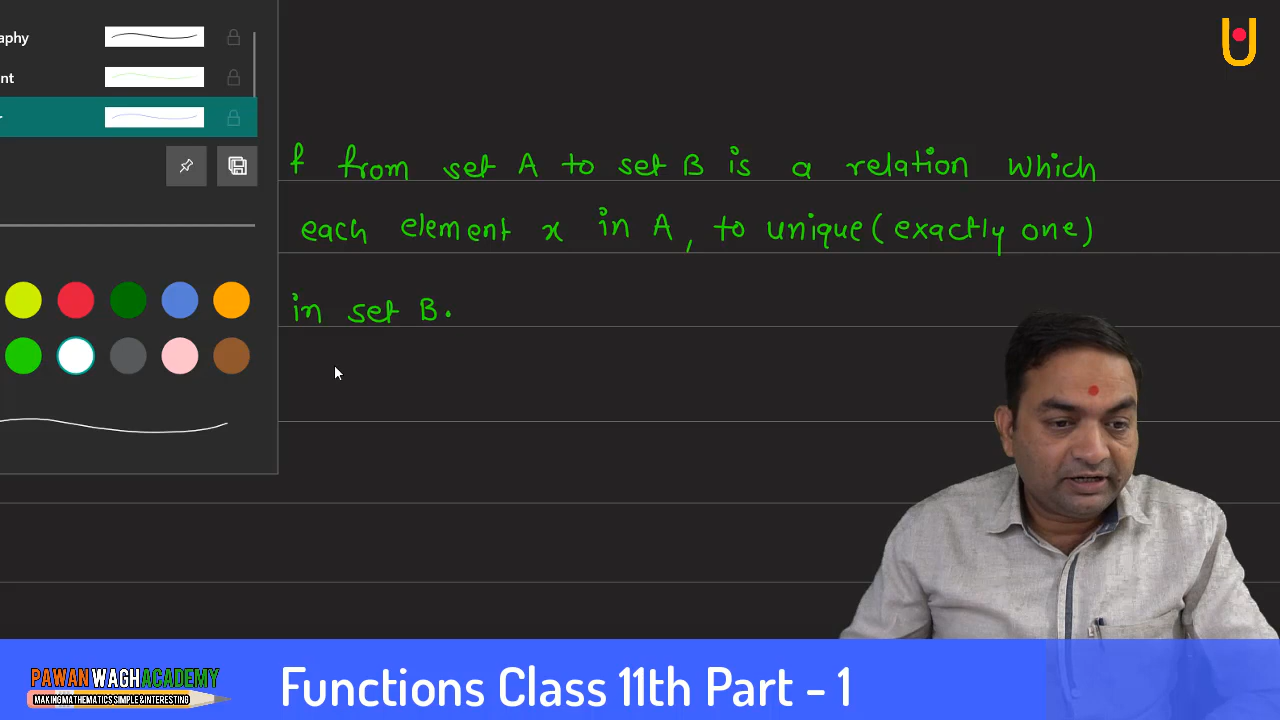 aphy
nt
f from set A to set B is a relation which
each element x in A, to unique (exactly one)
in set B.
PAWAN WAGH ACADEMY
MAKING MATHEMATICS SIMPLE & INTERESTING
Functions Class 11th Part - 1